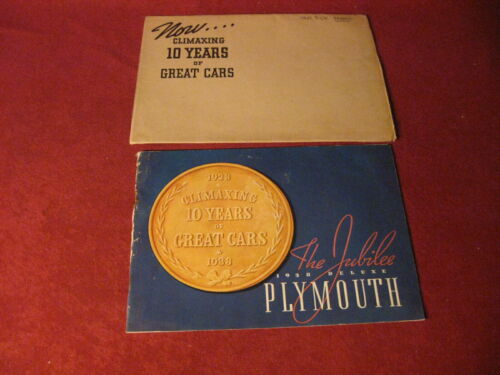 Now....
CLIMAXING
10 YEARS
OF
GREAT CARS
1928
CLIMAXING
10 YEARS
of
GREAT CARS
1938
The Jubilee
1938 DELUXE
PLYMOUTH